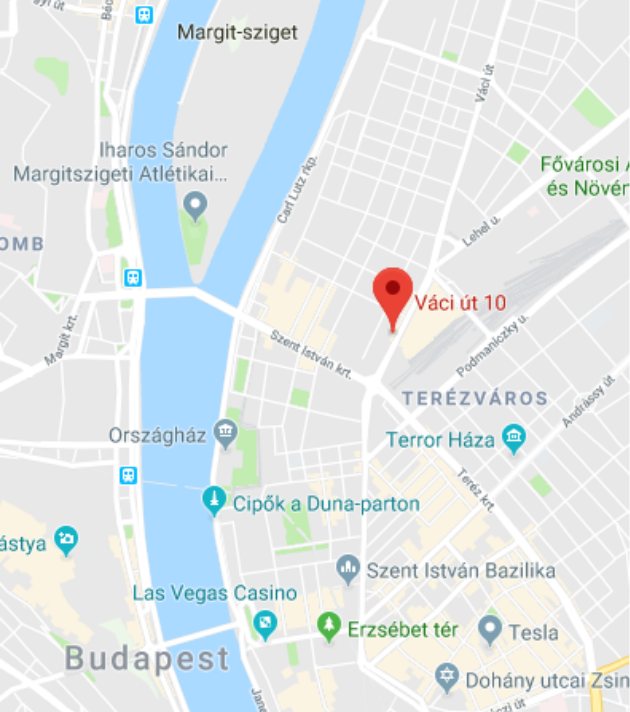 Margit-sziget
Váci út
Iharos Sándor
Margitszigeti Atlétikai...
Fővárosi
és Növén
Carl Lutz rkp.
Lehel u.
OMB
Váci út 10
Margit krt.
Szent István krt.
Podmaniczky u.
TERÉZVÁROS
Andrássy út
Országház
Terror Háza
Teréz krt.
Cipők a Duna-parton
ástya
Szent István Bazilika
Las Vegas Casino
Erzsébet tér
Tesla
Budapest
Dohány utcai Zsin
Jane